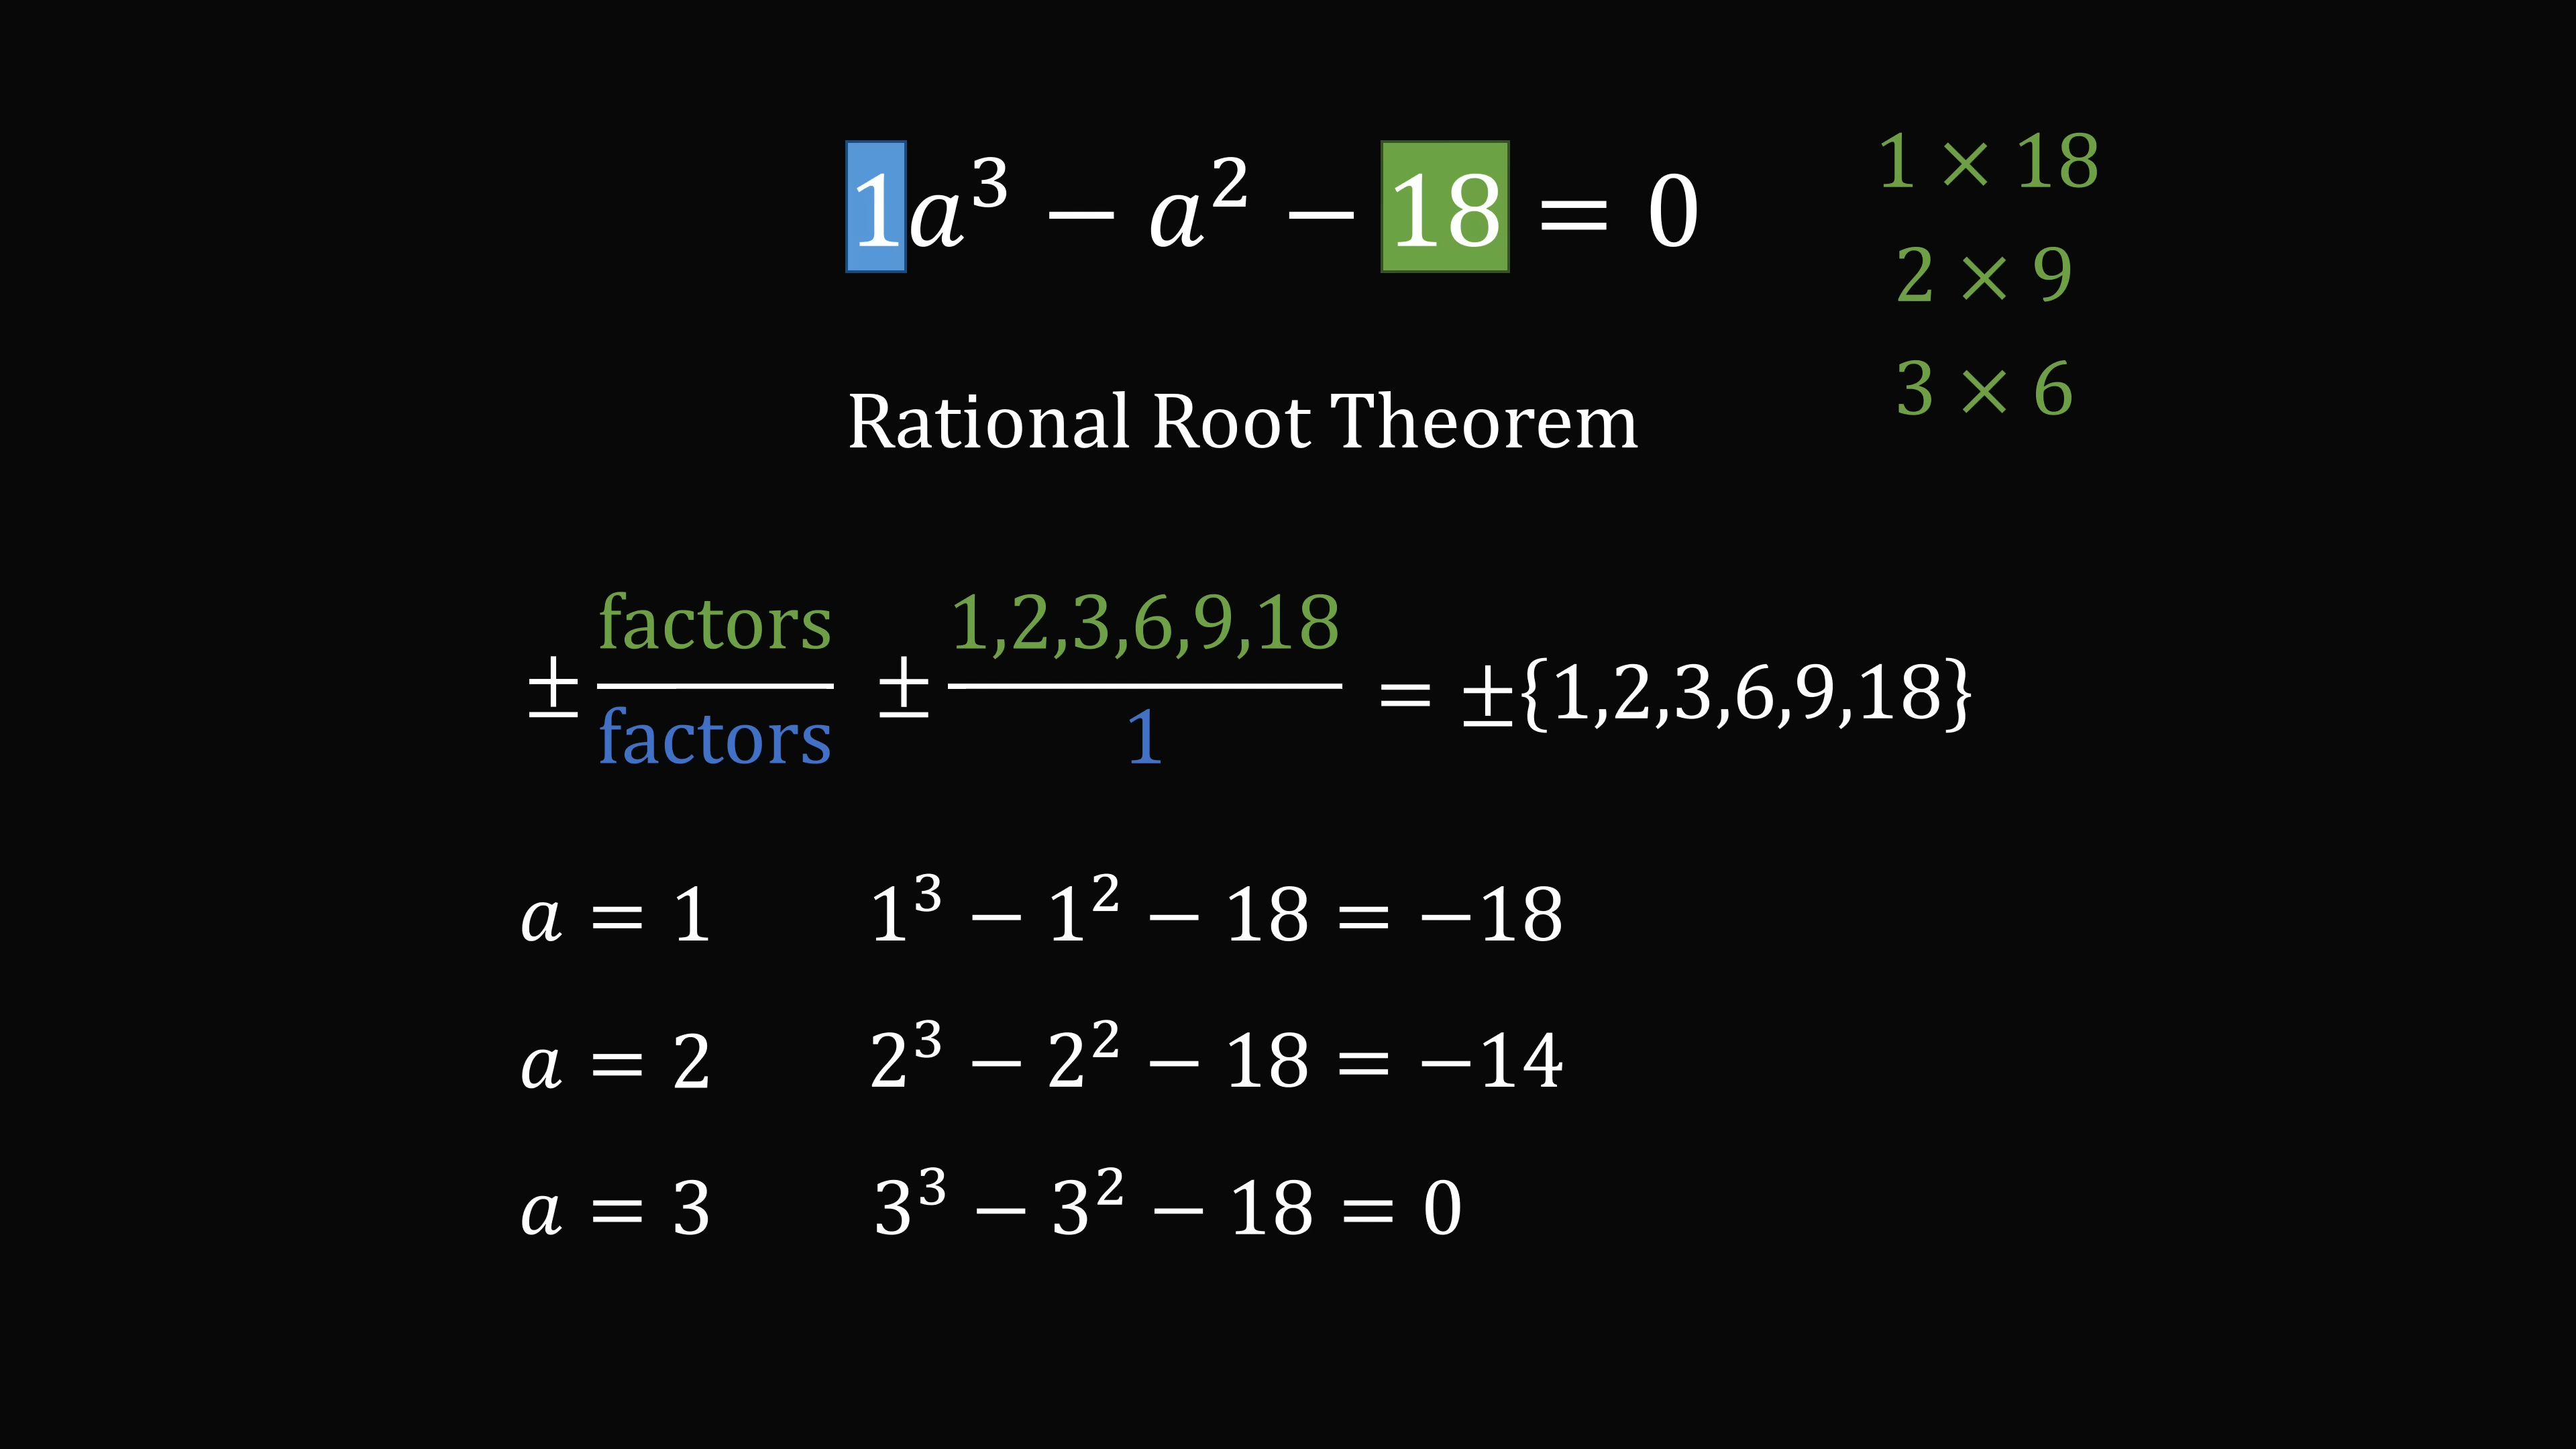 1a³ − a² − 18 = 0
1 × 18
2 × 9
3 × 6
Rational Root Theorem
± factors/factors ± 1,2,3,6,9,18/1 = ±{1,2,3,6,9,18}
a = 1 1³ − 1² − 18 = −18
a = 2 2³ − 2² − 18 = −14
a = 3 3³ − 3² − 18 = 0